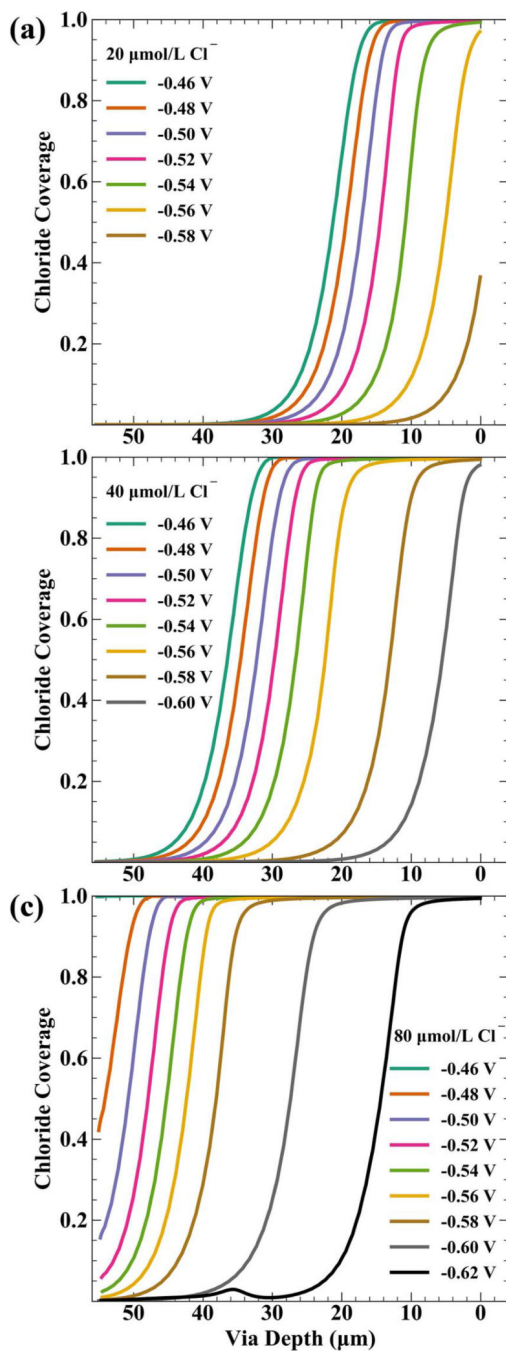 (a)
1.0
20 μmol/L Cl⁻
-0.46 V
-0.48 V
-0.50 V
-0.52 V
-0.54 V
-0.56 V
-0.58 V
0.8
0.6
0.4
0.2
Chloride Coverage
50 40 30 20 10 0
1.0
40 μmol/L Cl⁻
-0.46 V
-0.48 V
-0.50 V
-0.52 V
-0.54 V
-0.56 V
-0.58 V
-0.60 V
0.8
0.6
0.4
0.2
Chloride Coverage
50 40 30 20 10 0
(c)
1.0
0.8
0.6
0.4
0.2
Chloride Coverage
80 μmol/L Cl⁻
-0.46 V
-0.48 V
-0.50 V
-0.52 V
-0.54 V
-0.56 V
-0.58 V
-0.60 V
-0.62 V
50 40 30 20 10 0
Via Depth (μm)